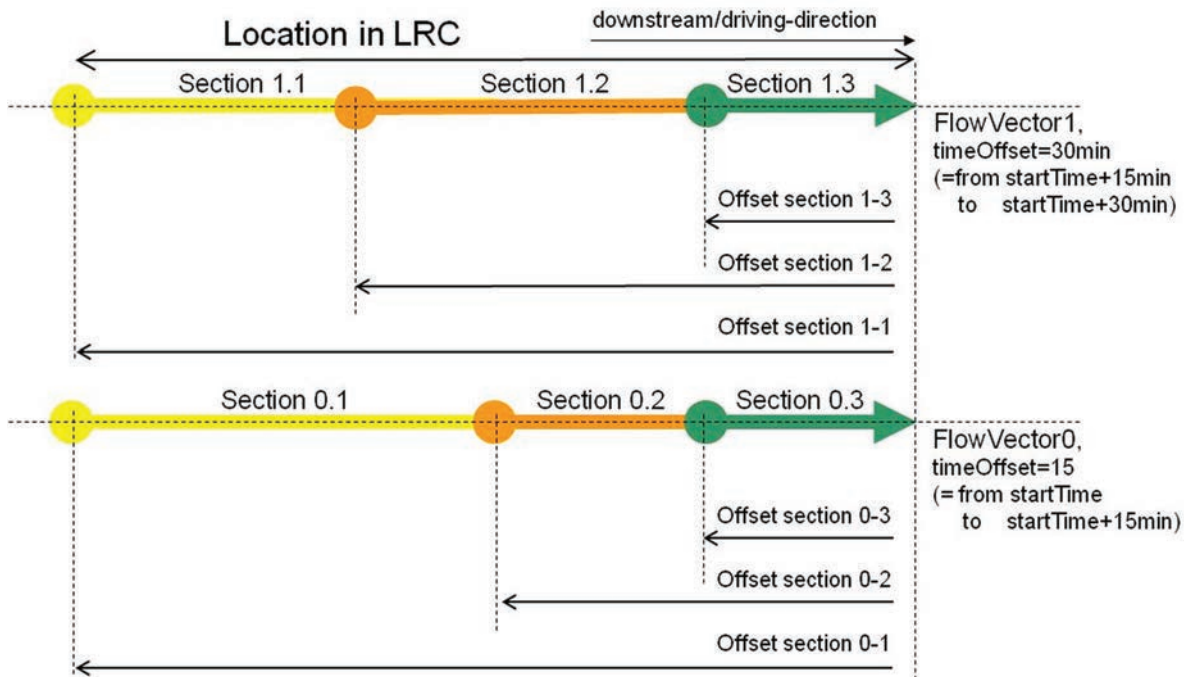 downstream/driving-direction
Location in LRC
Section 1.1
Section 1.2
Section 1.3
FlowVector1,
timeOffset=30min
(=from startTime+15min
to startTime+30min)
Offset section 1-3
Offset section 1-2
Offset section 1-1
Section 0.1
Section 0.2
Section 0.3
FlowVector0,
timeOffset=15
(= from startTime
to startTime+15min)
Offset section 0-3
Offset section 0-2
Offset section 0-1